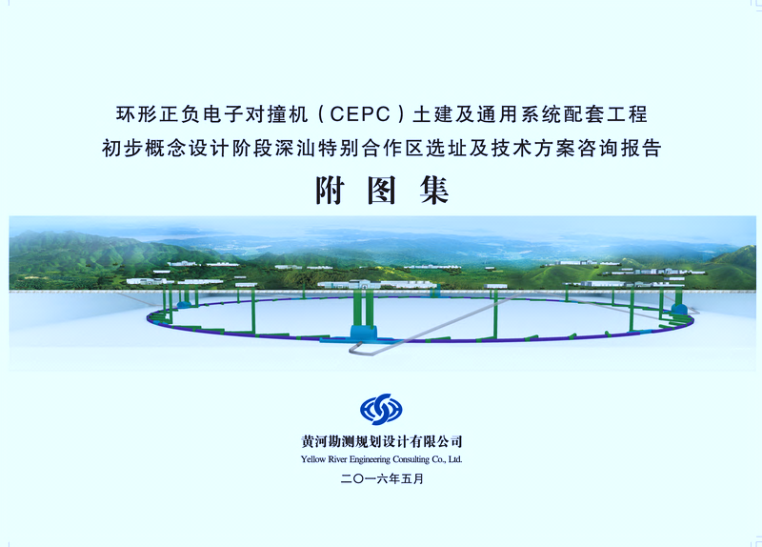 环形正负电子对撞机（CEPC）土建及通用系统配套工程
初步概念设计阶段深汕特别合作区选址及技术方案咨询报告
附图集
黄河勘测规划设计有限公司
Yellow River Engineering Consulting Co., Ltd.
二〇一六年五月